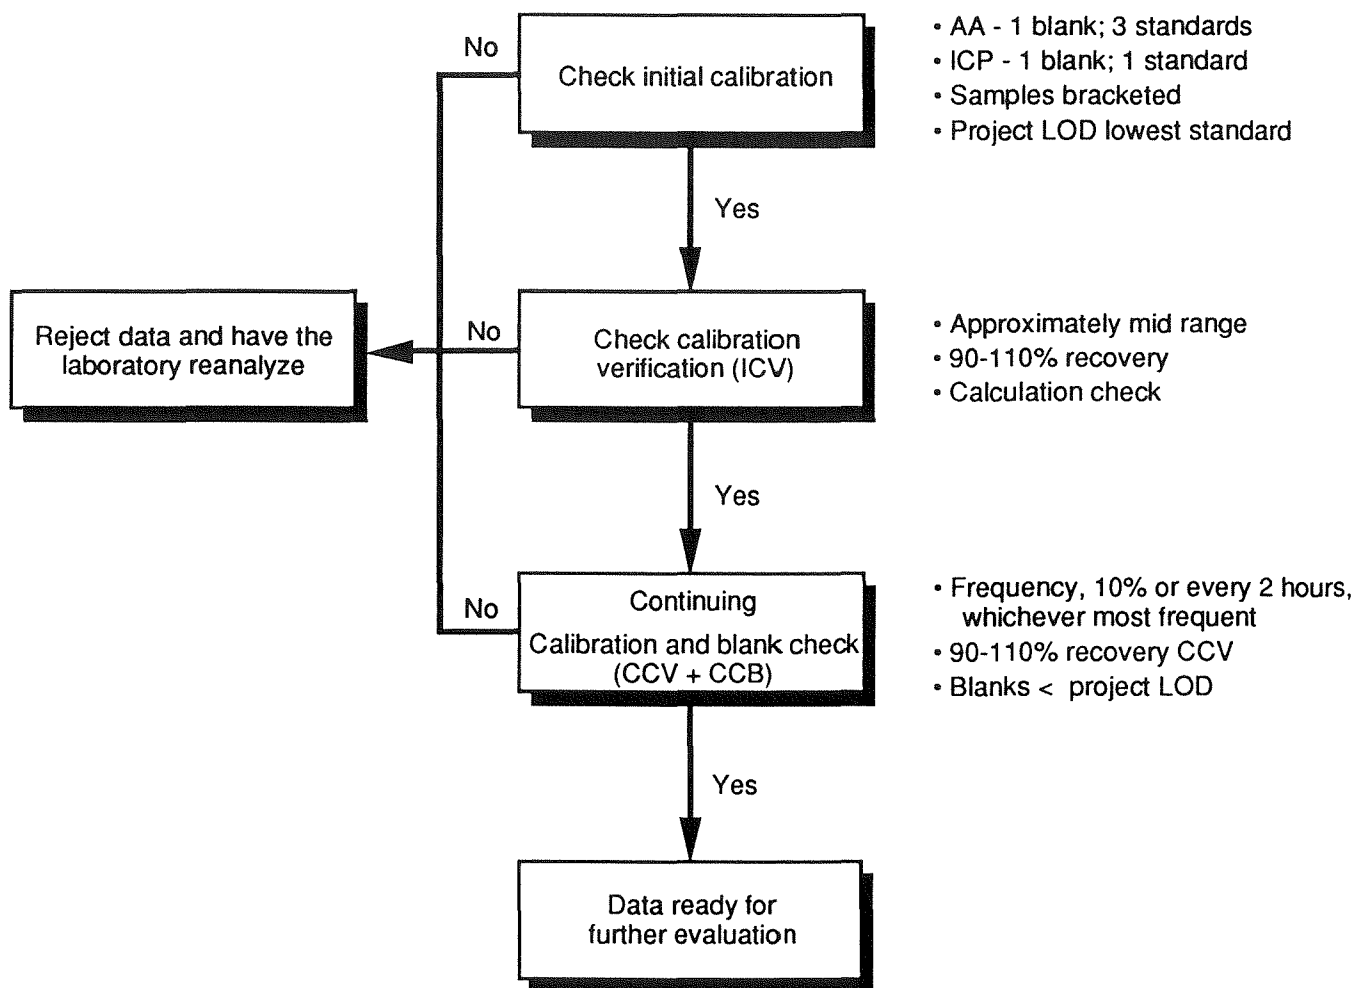 No
Check initial calibration
• AA - 1 blank; 3 standards
• ICP - 1 blank; 1 standard
• Samples bracketed
• Project LOD lowest standard
Yes
Reject data and have the
laboratory reanalyze
No
Check calibration
verification (ICV)
• Approximately mid range
• 90-110% recovery
• Calculation check
Yes
No
Continuing
Calibration and blank check
(CCV + CCB)
• Frequency, 10% or every 2 hours,
whichever most frequent
• 90-110% recovery CCV
• Blanks < project LOD
Yes
Data ready for
further evaluation